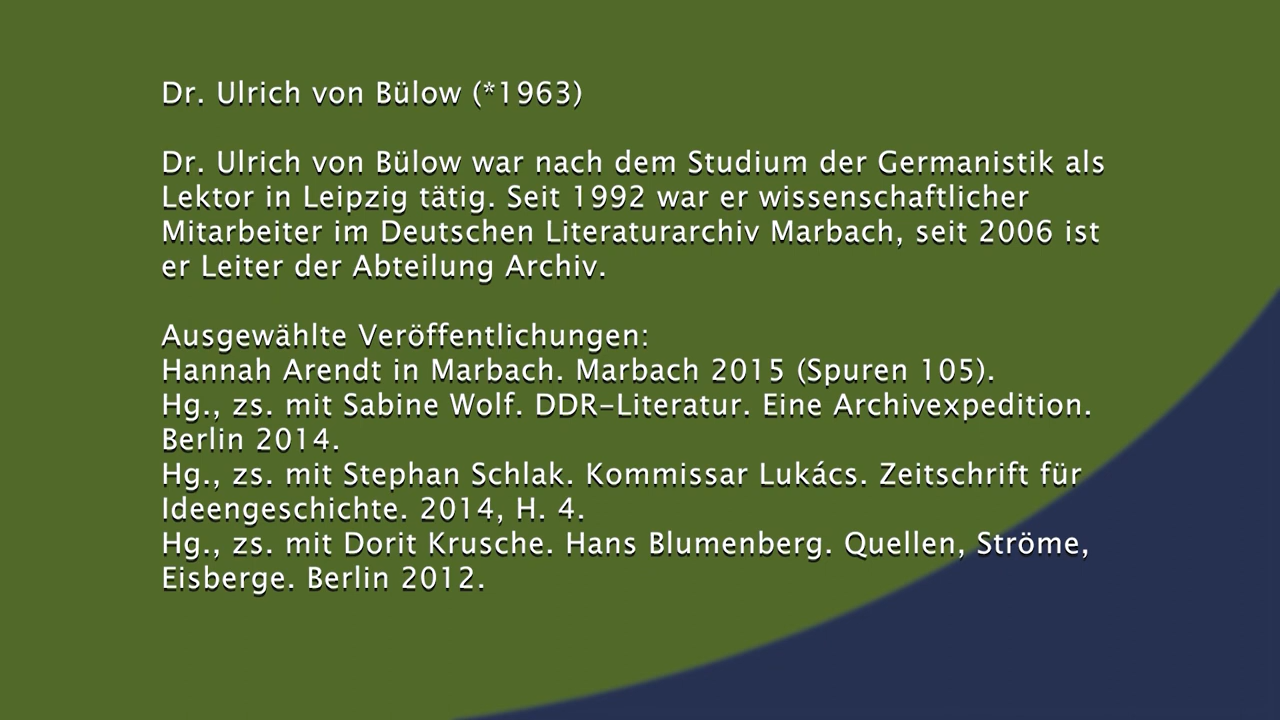 Dr. Ulrich von Bülow (*1963)
Dr. Ulrich von Bülow war nach dem Studium der Germanistik als
Lektor in Leipzig tätig. Seit 1992 war er wissenschaftlicher
Mitarbeiter im Deutschen Literaturarchiv Marbach, seit 2006 ist
er Leiter der Abteilung Archiv.
Ausgewählte Veröffentlichungen:
Hannah Arendt in Marbach. Marbach 2015 (Spuren 105).
Hg., zs. mit Sabine Wolf. DDR-Literatur. Eine Archivexpedition.
Berlin 2014.
Hg., zs. mit Stephan Schlak. Kommissar Lukács. Zeitschrift für
Ideengeschichte. 2014, H. 4.
Hg., zs. mit Dorit Krusche. Hans Blumenberg. Quellen, Ströme,
Eisberge. Berlin 2012.